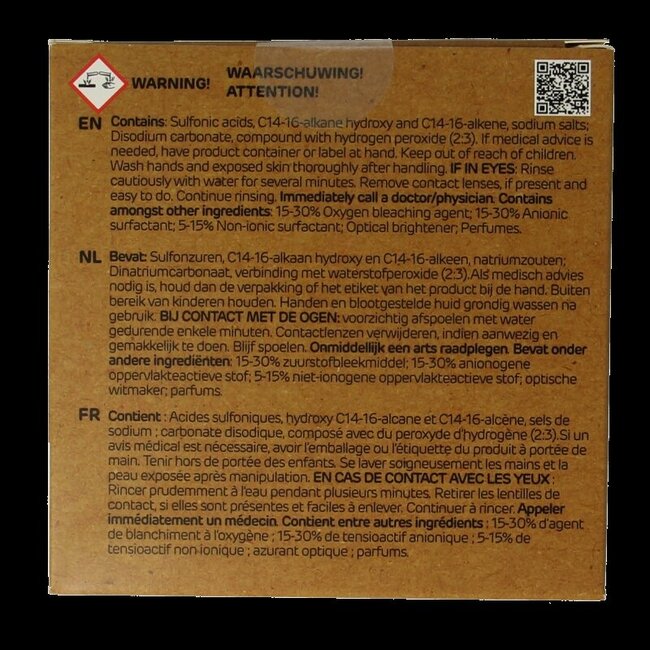 WARNING!
WAARSCHUWING!
ATTENTION!
EN Contains: Sulfonic acids, C14-16-alkane hydroxy and C14-16-alkene, sodium salts;
Disodium carbonate, compound with hydrogen peroxide (2:3). If medical advice is
needed, have product container or label at hand. Keep out of reach of children.
Wash hands and exposed skin thoroughly after handling. IF IN EYES: Rinse
cautiously with water for several minutes. Remove contact lenses, if present and
easy to do. Continue rinsing. Immediately call a doctor/physician. Contains
amongst other ingredients: 15-30% Oxygen bleaching agent; 15-30% Anionic
surfactant; 5-15% Non-ionic surfactant; Optical brightener; Perfumes.
NL Bevat: Sulfonzuren, C14-16-alkaan hydroxy en C14-16-alkeen, natriumzouten;
Dinatriumcarbonaat, verbinding met waterstofperoxide (2:3).Als medisch advies
nodig is, houd dan de verpakking of het etiket van het product bij de hand. Buiten
bereik van kinderen houden. Handen en blootgestelde huid grondig wassen na
gebruik. BIJ CONTACT MET DE OGEN: voorzichtig afspoelen met water
gedurende enkele minuten. Contactlenzen verwijderen, indien aanwezig en
gemakkelijk te doen. Blijf spoelen. Onmiddellijk een arts raadplegen. Bevat onder
andere ingrediënten: 15-30% zuurstofbleekmiddel; 15-30% anionogene
oppervlakteactieve stof; 5-15% niet-ionogene oppervlakteactieve stof; optische
witmaker; parfums.
FR Contient : Acides sulfoniques, hydroxy C14-16-alcane et C14-16-alcène, sels de
sodium ; carbonate disodique, composé avec du peroxyde d'hydrogène (2:3).Si un
avis médical est nécessaire, avoir l'emballage ou l'étiquette du produit à portée de
main. Tenir hors de portée des enfants. Se laver soigneusement les mains et la
peau exposée après manipulation. EN CAS DE CONTACT AVEC LES YEUX :
Rincer prudemment à l'eau pendant plusieurs minutes. Retirer les lentilles de
contact, si elles sont présentes et faciles à enlever. Continuer à rincer. Appeler
immédiatement un médecin. Contient entre autres ingrédients : 15-30% d'agent
de blanchiment à l'oxygène ; 15-30% de tensioactif anionique ; 5-15% de
tensioactif non ionique ; azurant optique ; parfums.